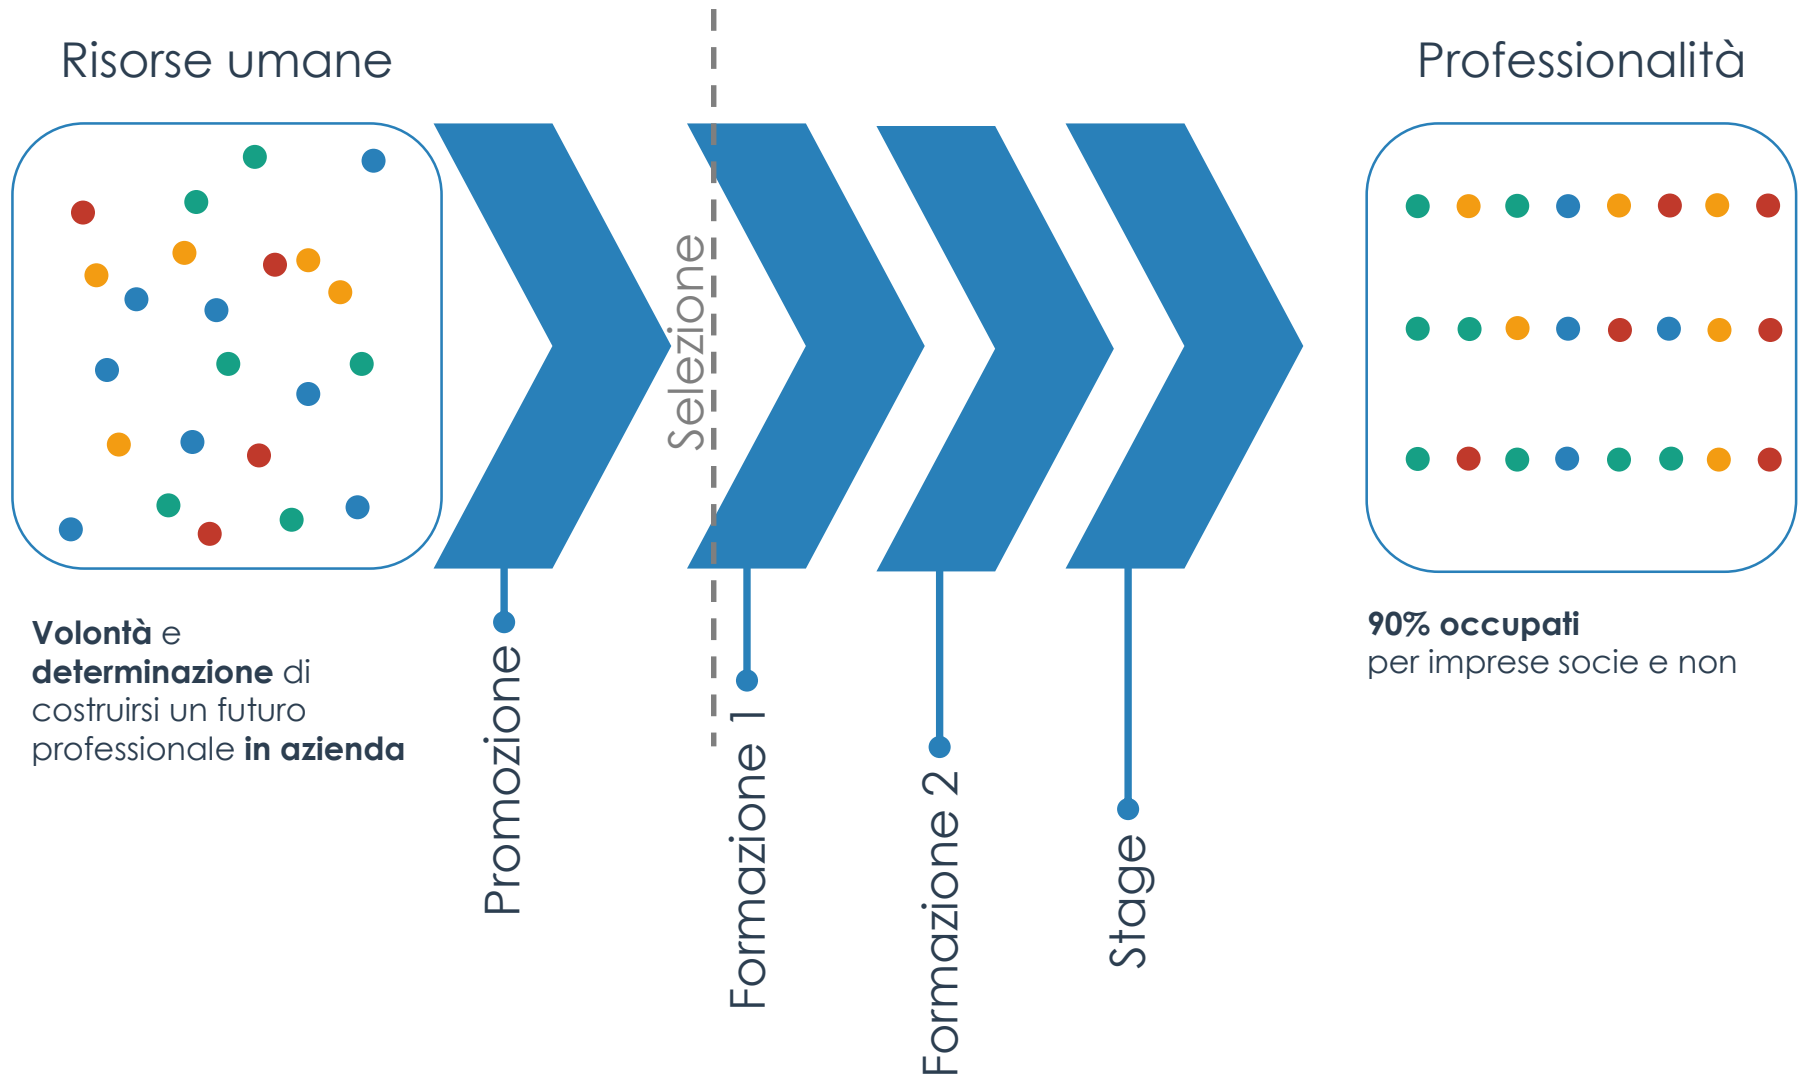 Risorse umane
Professionalità
Selezione
Volontà e
determinazione di
costruirsi un futuro
professionale in azienda
Promozione
Formazione 1
Formazione 2
Stage
90% occupati
per imprese socie e non